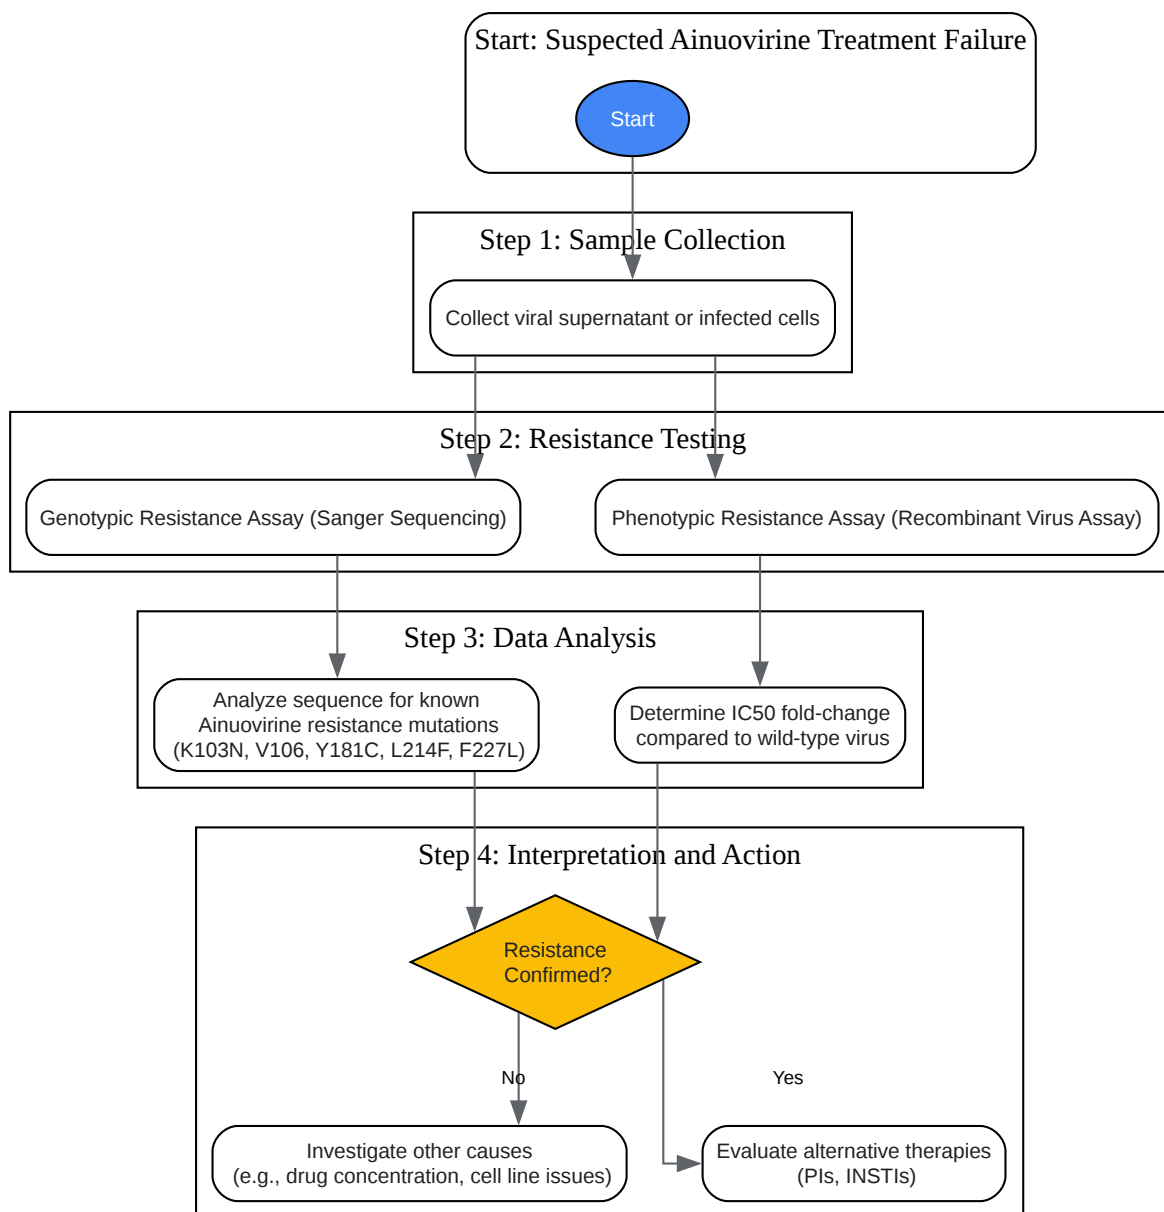 Start: Suspected Ainuovirine Treatment Failure
Start
Step 1: Sample Collection
Collect viral supernatant or infected cells
Step 2: Resistance Testing
Genotypic Resistance Assay (Sanger Sequencing)
Phenotypic Resistance Assay (Recombinant Virus Assay)
Step 3: Data Analysis
Analyze sequence for known
Ainuovirine resistance mutations
(K103N, V106, Y181C, L214F, F227L)
Determine IC50 fold-change
compared to wild-type virus
Step 4: Interpretation and Action
Resistance
Confirmed?
No
Yes
Investigate other causes
(e.g., drug concentration, cell line issues)
Evaluate alternative therapies
(PIs, INSTIs)